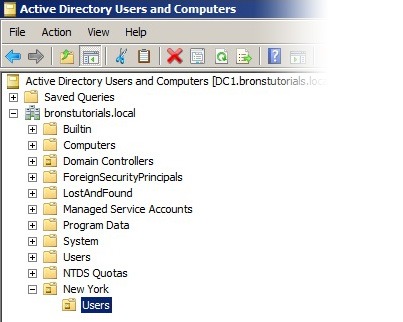 Active Directory Users and Computers
File Action View Help
Active Directory Users and Computers [DC1.bronstutorials.loc
Saved Queries
bronstutorials.local
Builtin
Computers
Domain Controllers
ForeignSecurityPrincipals
LostAndFound
Managed Service Accounts
Program Data
System
Users
NTDS Quotas
New York
Users